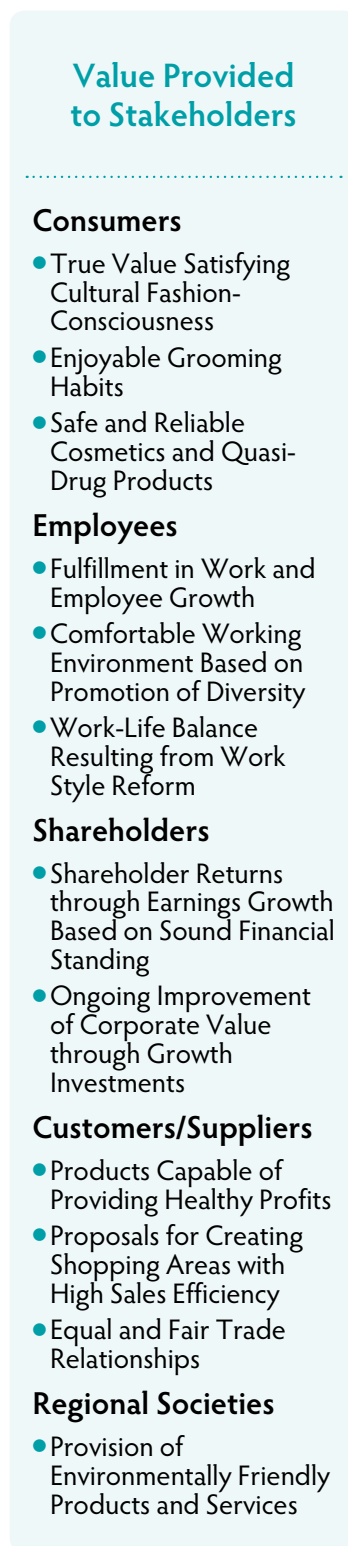 Value Provided
to Stakeholders
Consumers
●True Value Satisfying
Cultural Fashion-
Consciousness
●Enjoyable Grooming
Habits
●Safe and Reliable
Cosmetics and Quasi-
Drug Products
Employees
●Fulfillment in Work and
Employee Growth
●Comfortable Working
Environment Based on
Promotion of Diversity
●Work-Life Balance
Resulting from Work
Style Reform
Shareholders
●Shareholder Returns
through Earnings Growth
Based on Sound Financial
Standing
●Ongoing Improvement
of Corporate Value
through Growth
Investments
Customers/Suppliers
●Products Capable of
Providing Healthy Profits
●Proposals for Creating
Shopping Areas with
High Sales Efficiency
●Equal and Fair Trade
Relationships
Regional Societies
●Provision of
Environmentally Friendly
Products and Services